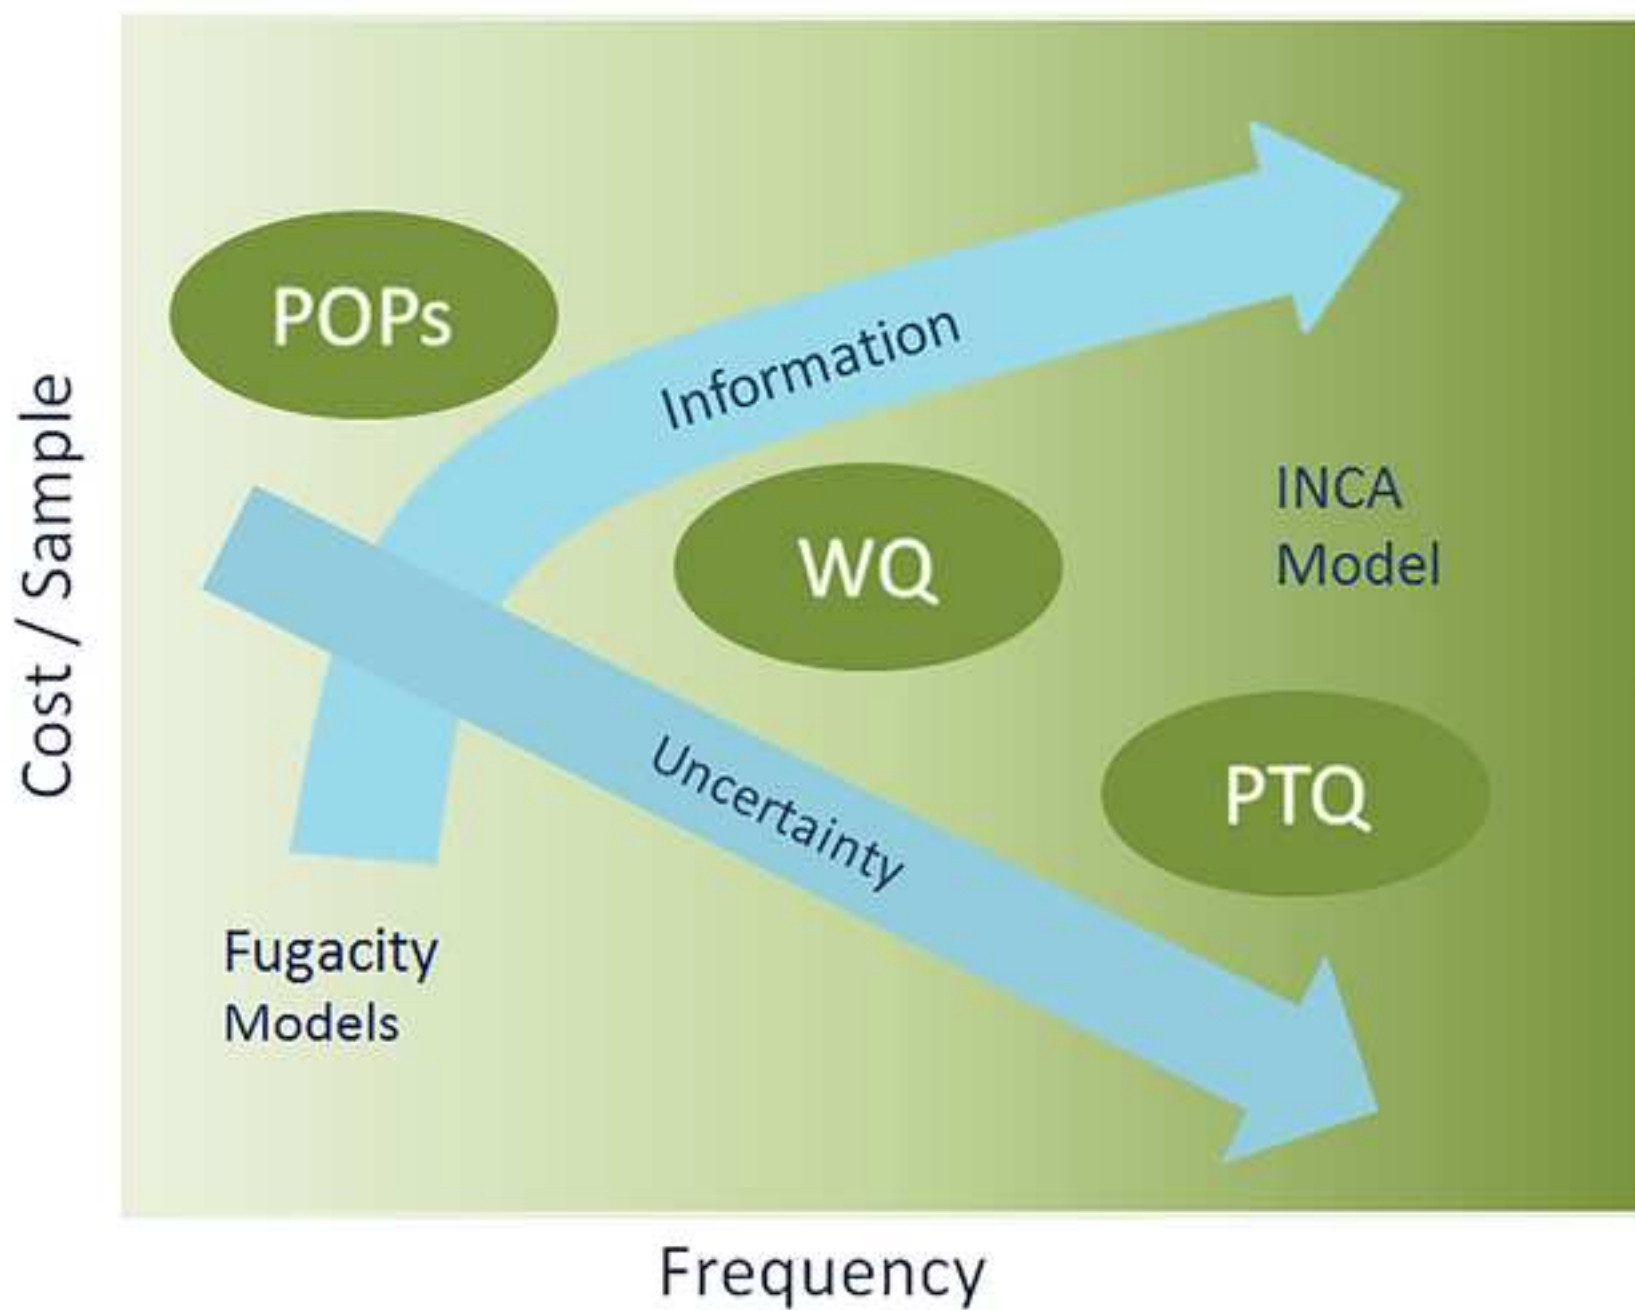 POPs
Information
Cost / Sample
WQ
INCA
Model
Uncertainty
PTQ
Fugacity
Models
Frequency